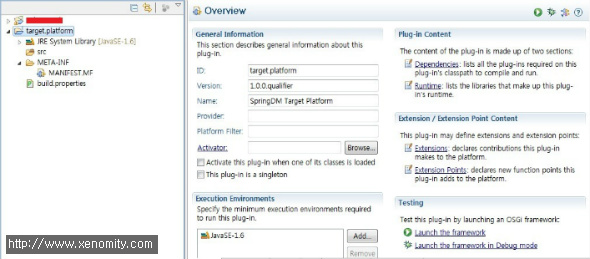 target.platform
JRE System Library [JavaSE-1.6]
src
META-INF
MANIFEST.MF
build.properties
http://www.xenomity.com
Overview
General Information
This section describes general information about this
plug-in.
ID:
target.platform
Version:
1.0.0.qualifier
Name:
SpringDM Target Platform
Provider:
Platform Filter:
Activator:
Browse...
Activate this plug-in when one of its classes is loaded
This plug-in is a singleton
Execution Environments
Specify the minimum execution environments required
to run this plug-in.
JavaSE-1.6
Add...
Remove
Plug-in Content
The content of the plug-in is made up of two sections:
Dependencies: lists all the plug-ins required on this
plug-in's classpath to compile and run.
Runtime: lists the libraries that make up this plug-in's
runtime.
Extension / Extension Point Content
This plug-in may define extensions and extension points:
Extensions: declares contributions this plug-in
makes to the platform.
Extension Points: declares new function points this
plug-in adds to the platform.
Testing
Test this plug-in by launching an OSGi framework:
Launch the framework
Launch the framework in Debug mode